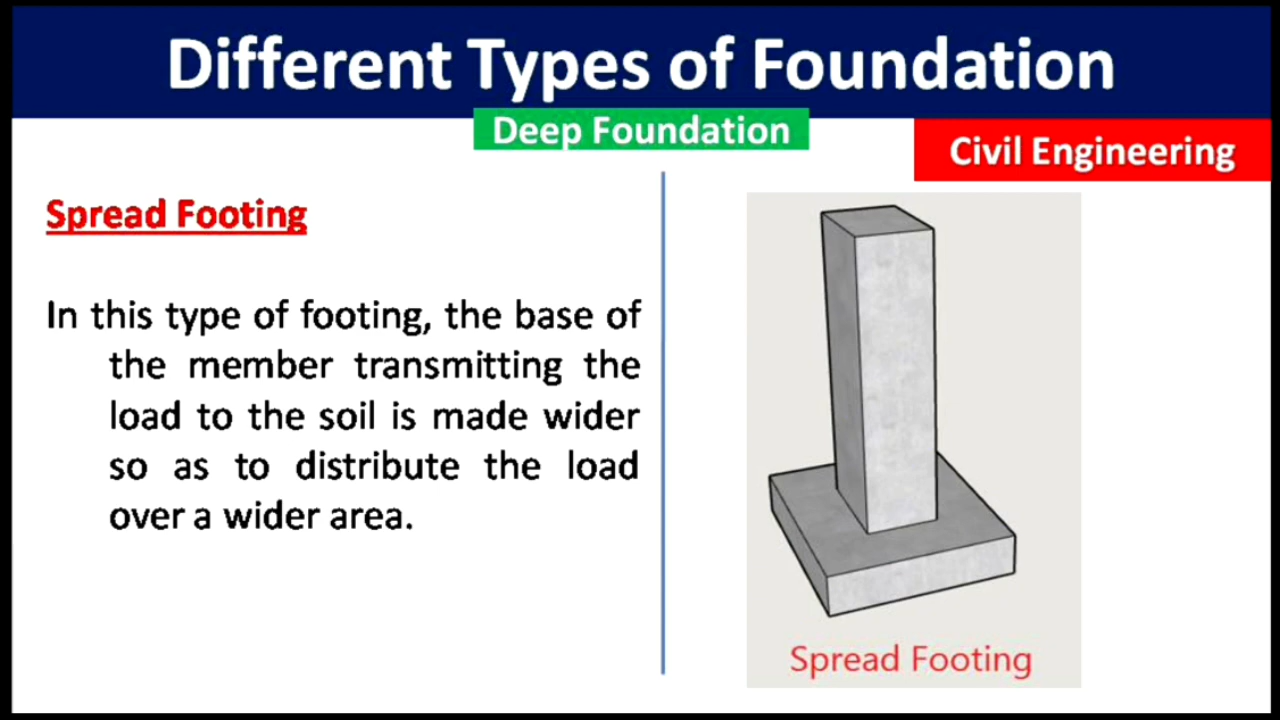 Different Types of Foundation
Deep Foundation
Civil Engineering
Spread Footing
In this type of footing, the base of
the member transmitting the
load to the soil is made wider
so as to distribute the load
over a wider area.
Spread Footing